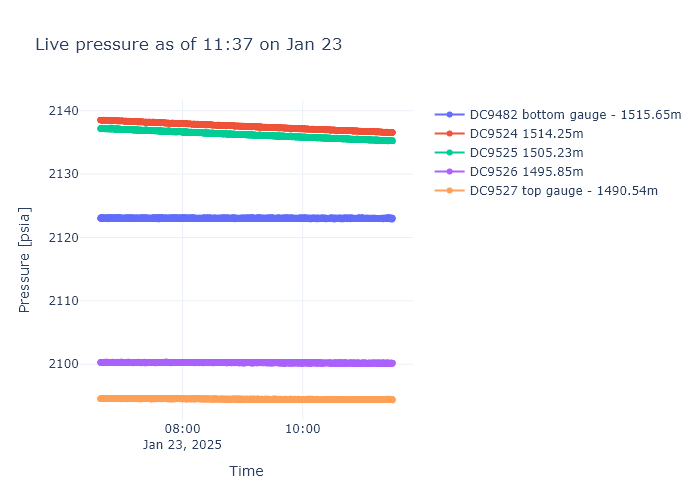 Live pressure as of 11:37 on Jan 23
2140
2130
2120
2110
2100
Pressure [psia]
08:00
Jan 23, 2025
10:00
Time
DC9482 bottom gauge - 1515.65m
DC9524 1514.25m
DC9525 1505.23m
DC9526 1495.85m
DC9527 top gauge - 1490.54m